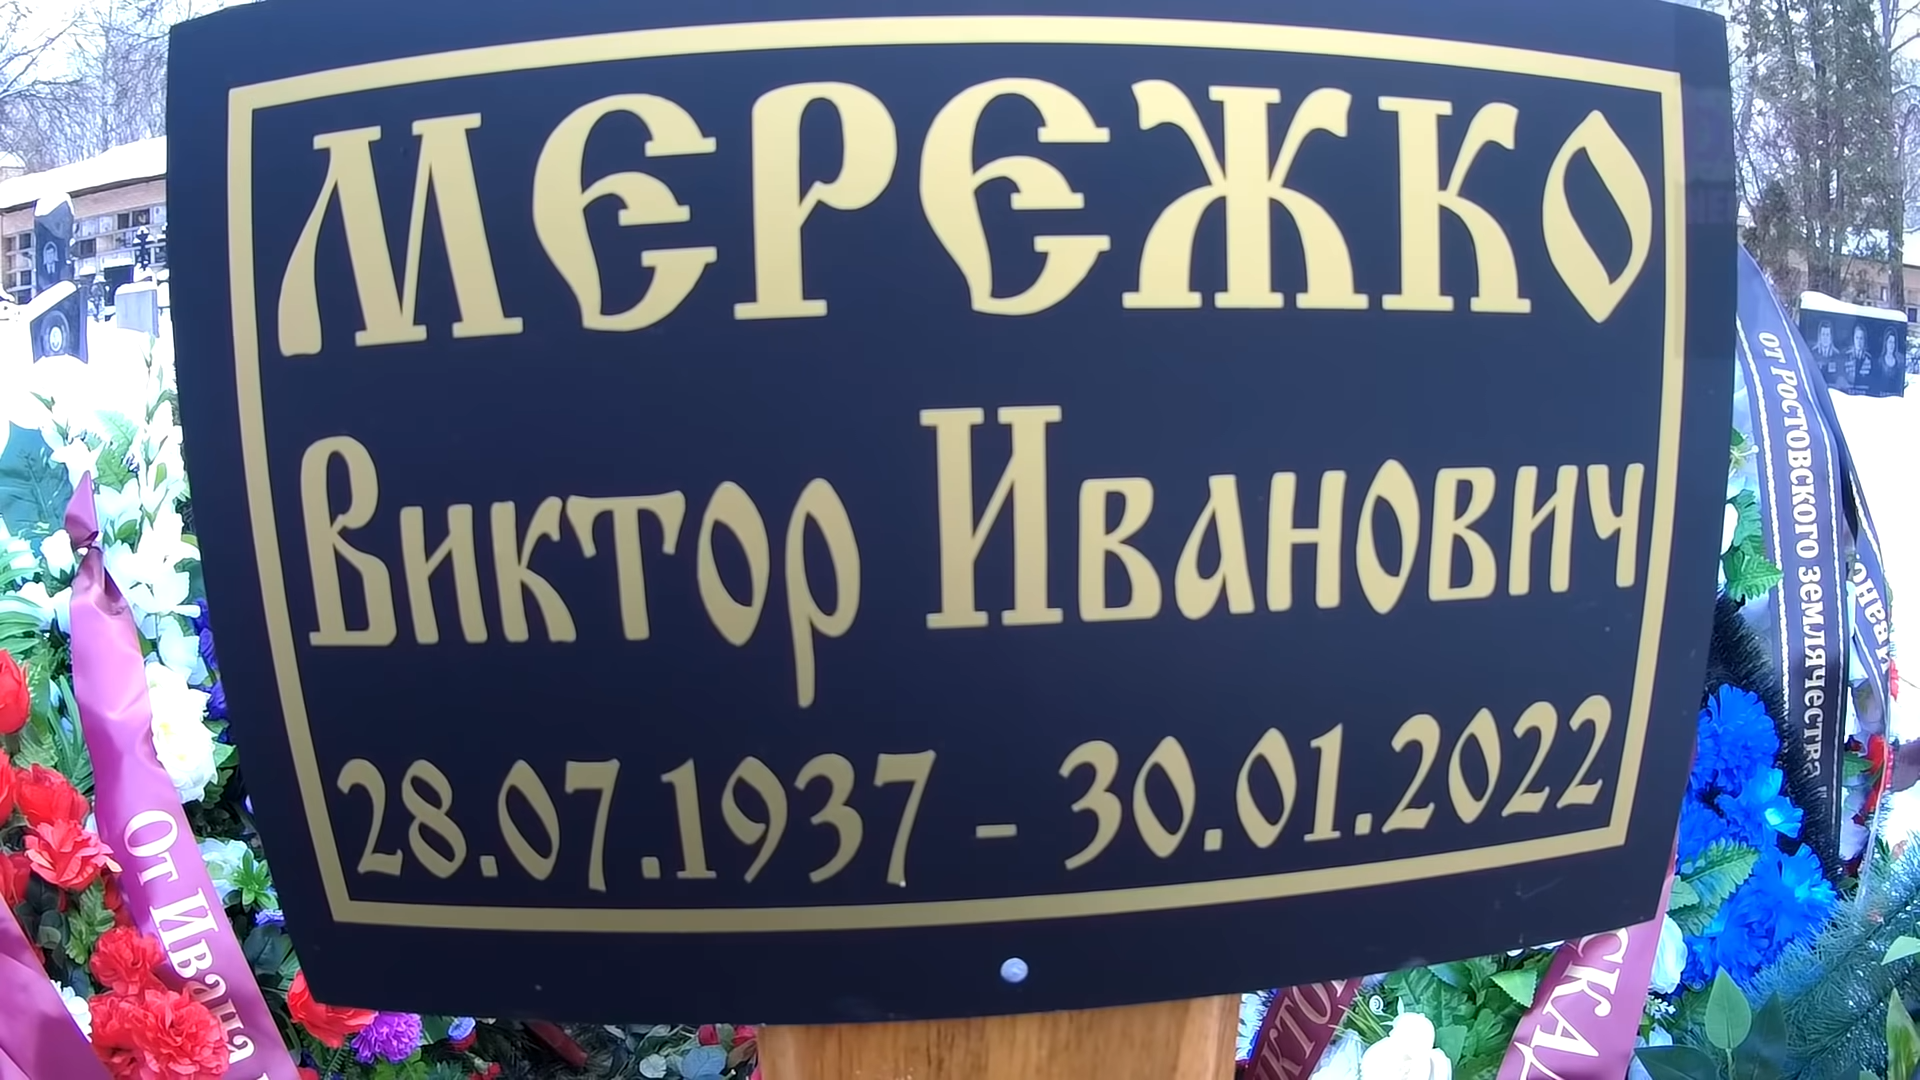 МЕРЕЖКО
Виктор Иванович
28.07.1937 - 30.01.2022
От Ивана
ОТ РОСТОВСКОГО ЗЕМЛЯЧЕСТВА